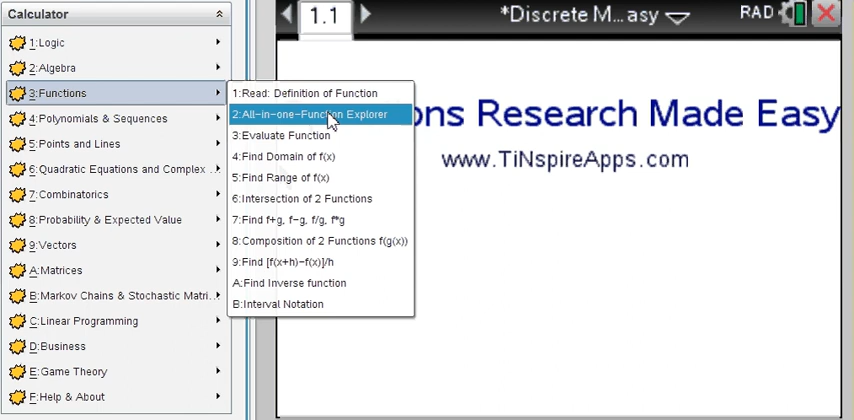 Calculator
1:Logic
2:Algebra
3:Functions
4:Polynomials & Sequences
5:Points and Lines
6:Quadratic Equations and Complex ...
7:Combinatorics
8:Probability & Expected Value
9:Vectors
A:Matrices
B:Markov Chains & Stochastic Matri...
C:Linear Programming
D:Business
E:Game Theory
F:Help & About
1:Read: Definition of Function
2:All-in-one-Function Explorer
3:Evaluate Function
4:Find Domain of f(x)
5:Find Range of f(x)
6:Intersection of 2 Functions
7:Find f+g, f-g, f/g, f*g
8:Composition of 2 Functions f(g(x))
9:Find [f(x+h)-f(x)]/h
A:Find Inverse function
B:Interval Notation
1.1
*Discrete M...asy
RAD
ons Research Made Easy
www.TiNspireApps.com